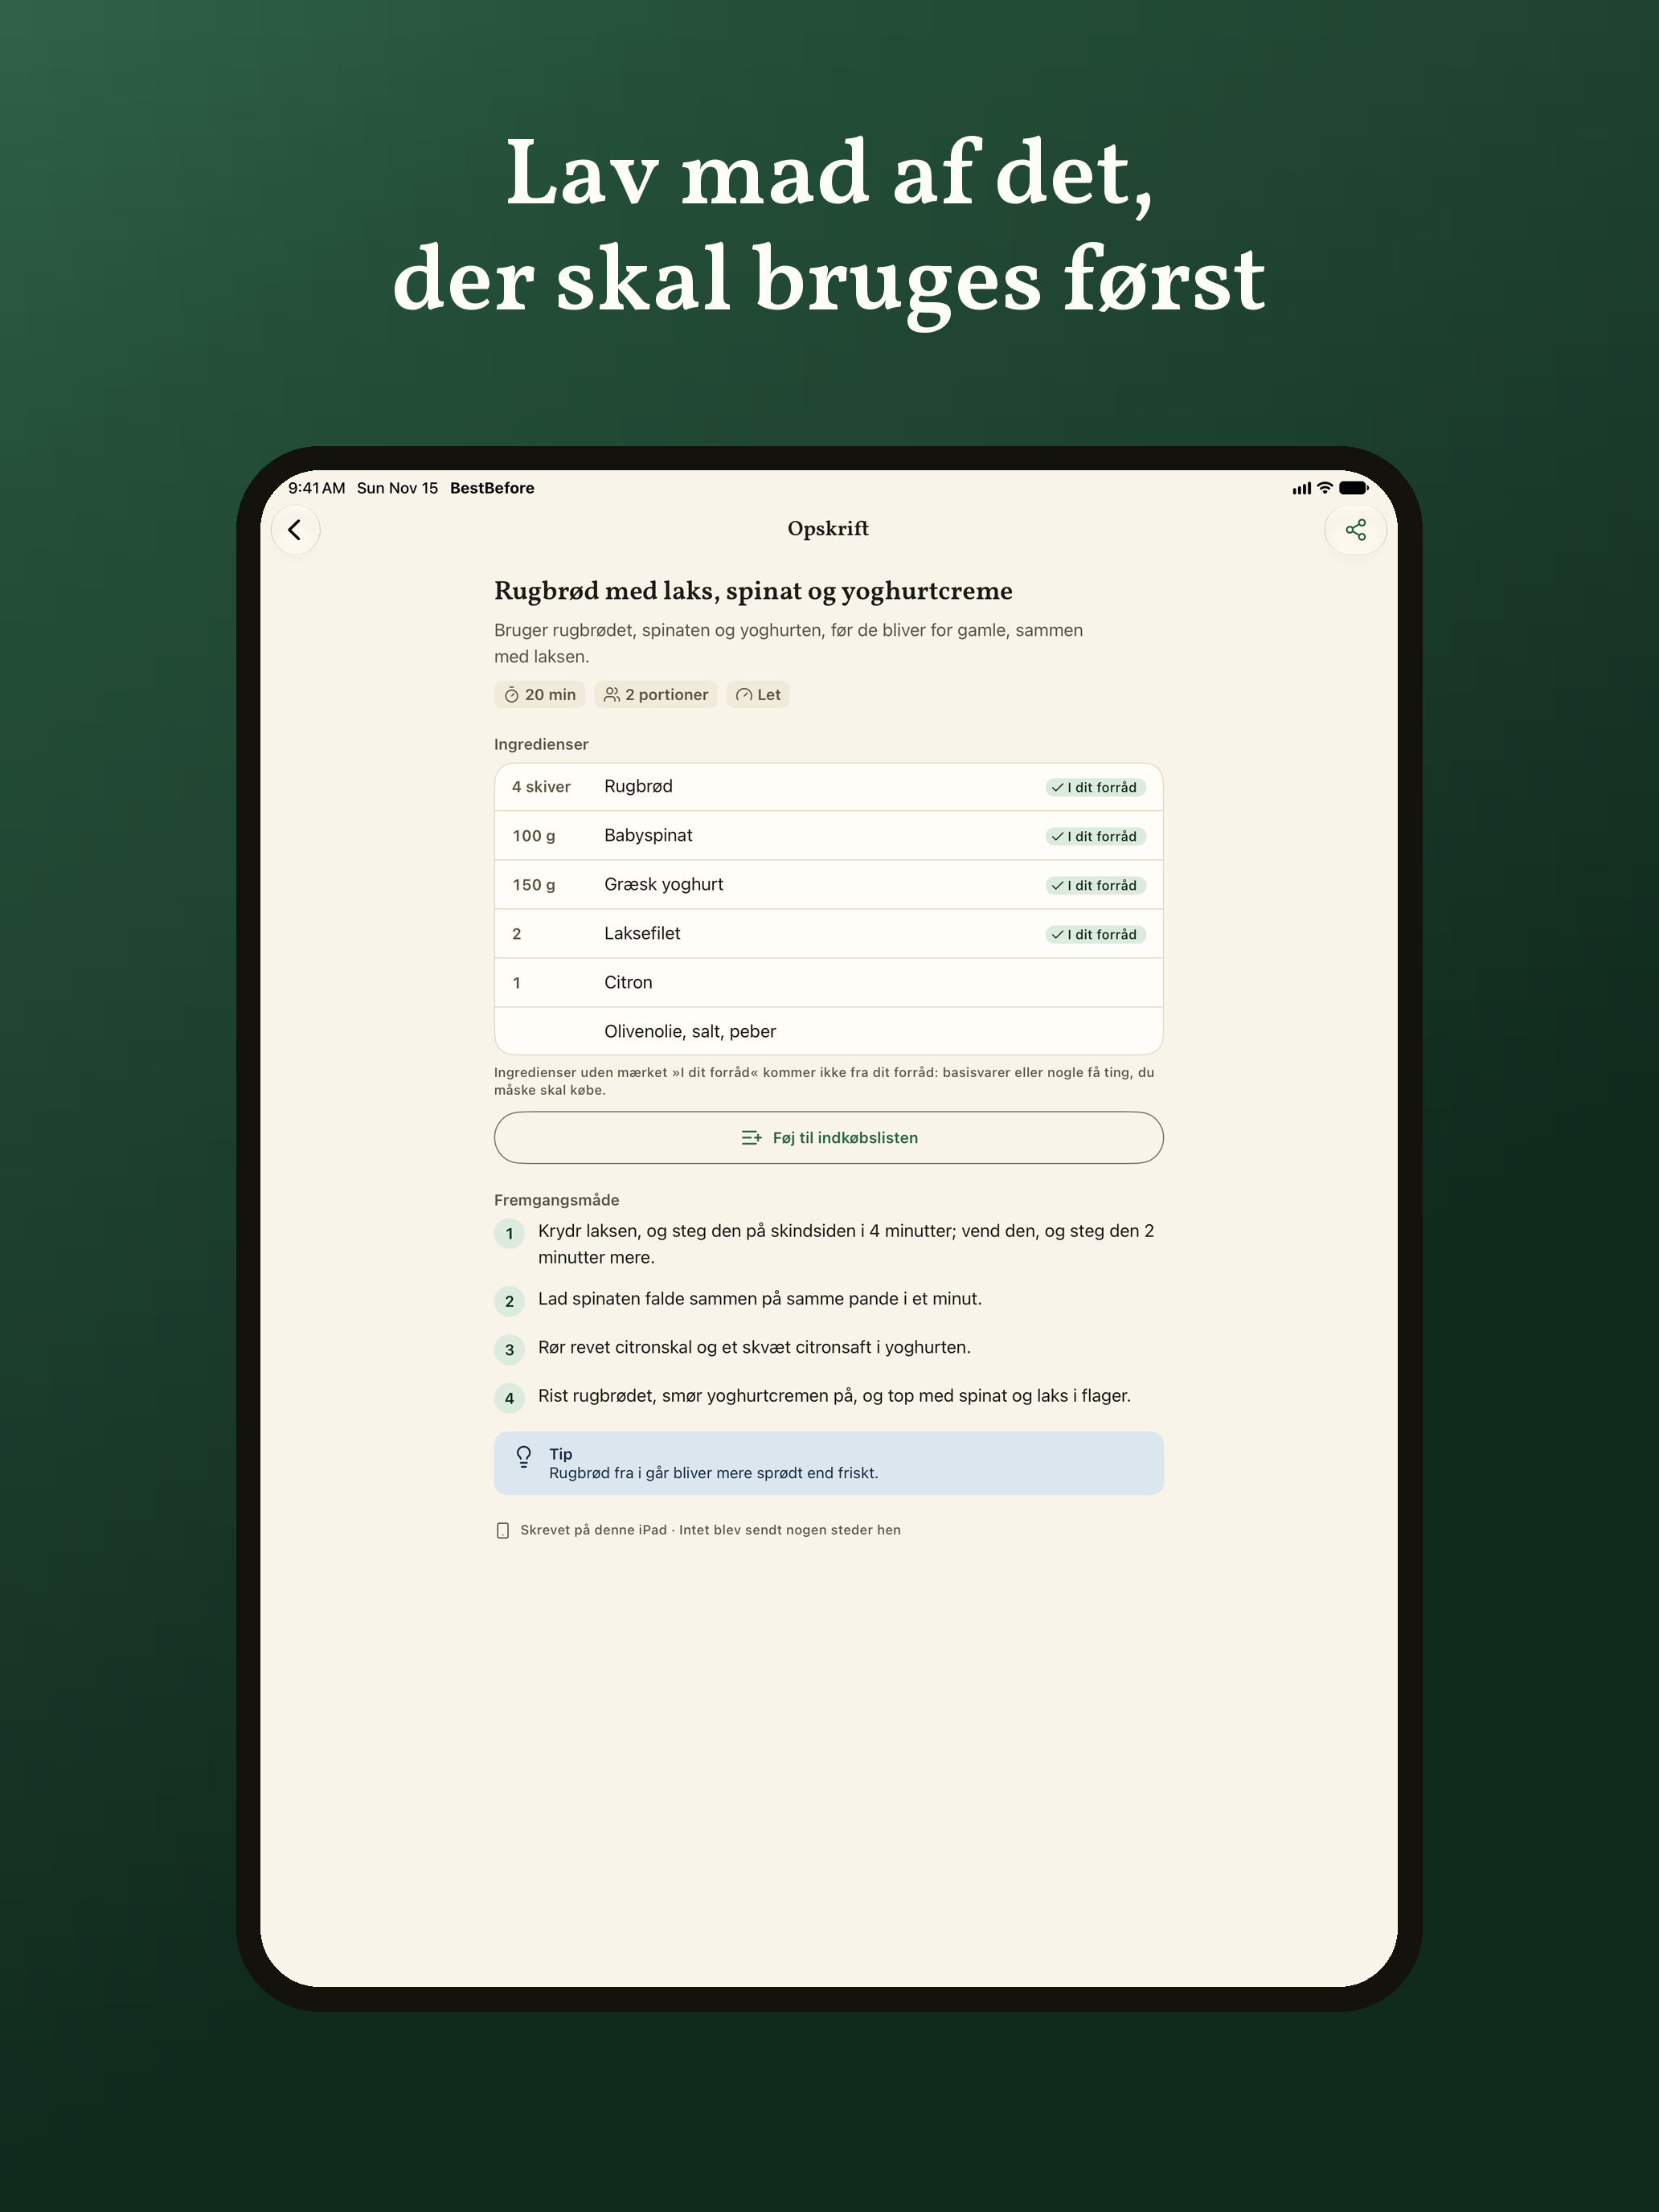 Lav mad af det,
der skal bruges først
9:41 AM Sun Nov 15 BestBefore
Opskrift
Rugbrød med laks, spinat og yoghurtcreme
Bruger rugbrødet, spinaten og yoghurten, før de bliver for gamle, sammen
med laksen.
20 min 2 portioner Let
Ingredienser
4 skiver Rugbrød I dit forråd
100 g Babyspinat I dit forråd
150 g Græsk yoghurt I dit forråd
2 Laksefilet I dit forråd
1 Citron
Olivenolie, salt, peber
Ingredienser uden mærket »I dit forråd« kommer ikke fra dit forråd: basisvarer eller nogle få ting, du
måske skal købe.
Føj til indkøbslisten
Fremgangsmåde
1 Krydr laksen, og steg den på skindsiden i 4 minutter; vend den, og steg den 2
minutter mere.
2 Lad spinaten falde sammen på samme pande i et minut.
3 Rør revet citronskal og et skvæt citronsaft i yoghurten.
4 Rist rugbrødet, smør yoghurtcremen på, og top med spinat og laks i flager.
Tip
Rugbrød fra i går bliver mere sprødt end friskt.
Skrevet på denne iPad · Intet blev sendt nogen steder hen